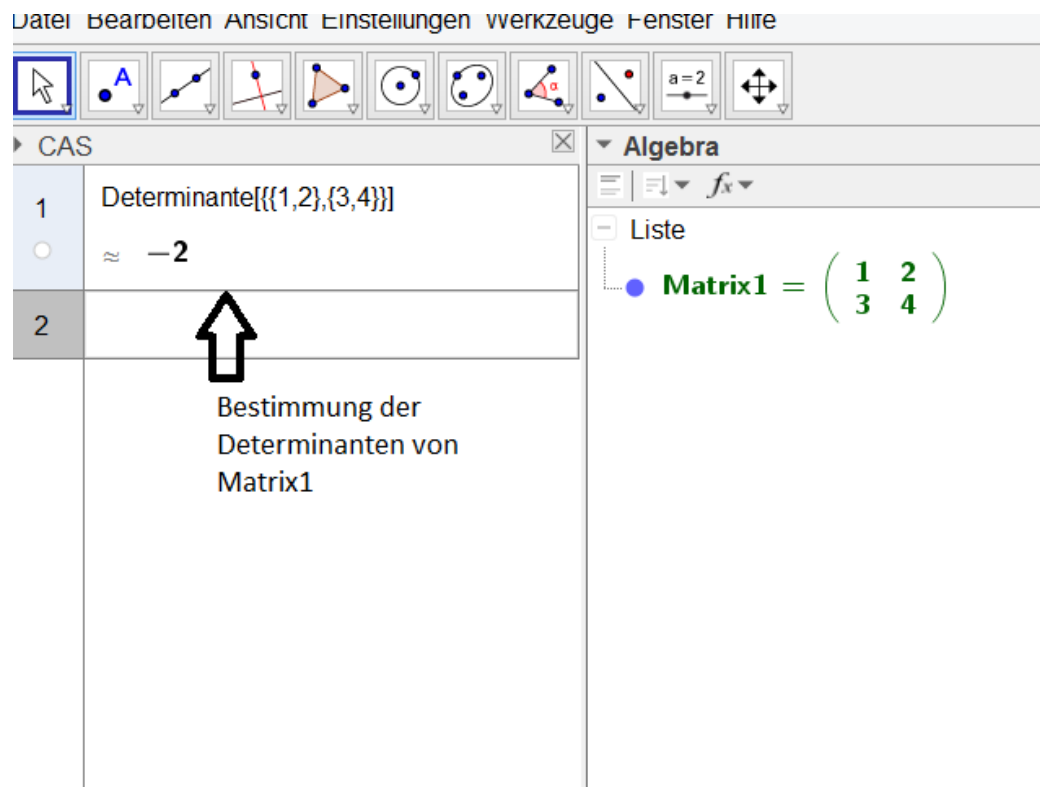 Datei Bearbeiten Ansicht Einstellungen Werkzeuge Fenster Hilfe
A
α
a=2
CAS
Algebra
fx
1
Determinante[{{1,2},{3,4}}]
≈ −2
2
Liste
Matrix1 = ( 1 2
3 4 )
Bestimmung der
Determinanten von
Matrix1